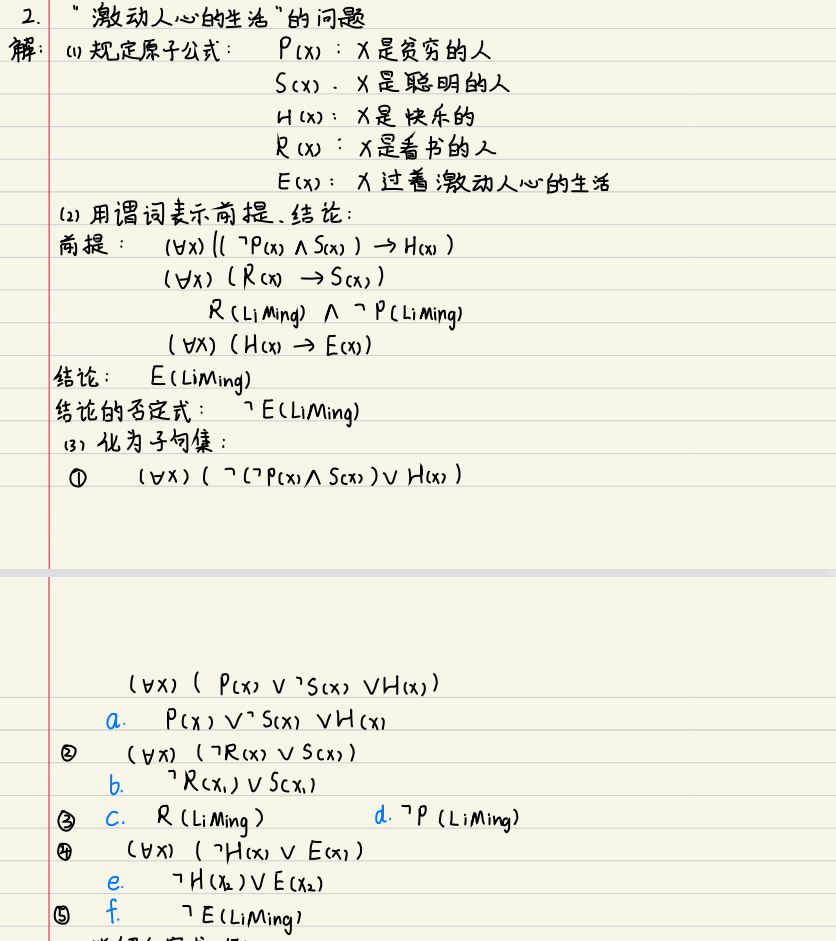 2. “激动人心的生活”的问题
解: (1) 规定原子公式: P(x): x是贫穷的人
S(x). x是聪明的人
H(x): x是快乐的
R(x): x是看书的人
E(x): x过着激动人心的生活
(2) 用谓词表示前提、结论:
前提: (∀x)((¬P(x)∧S(x))→H(x))
(∀x)(R(x)→S(x))
R(LiMing)∧¬P(LiMing)
(∀x)(H(x)→E(x))
结论: E(LiMing)
结论的否定式: ¬E(LiMing)
(3) 化为子句集:
① (∀x)(¬(¬P(x)∧S(x))∨H(x))
(∀x)(P(x)∨¬S(x)∨H(x))
a. P(x)∨¬S(x)∨H(x)
② (∀x)(¬R(x)∨S(x))
b. ¬R(x₁)∨S(x₁)
③ c. R(LiMing) d. ¬P(LiMing)
④ (∀x)(¬H(x)∨E(x))
e. ¬H(x₂)∨E(x₂)
⑤ f. ¬E(LiMing)